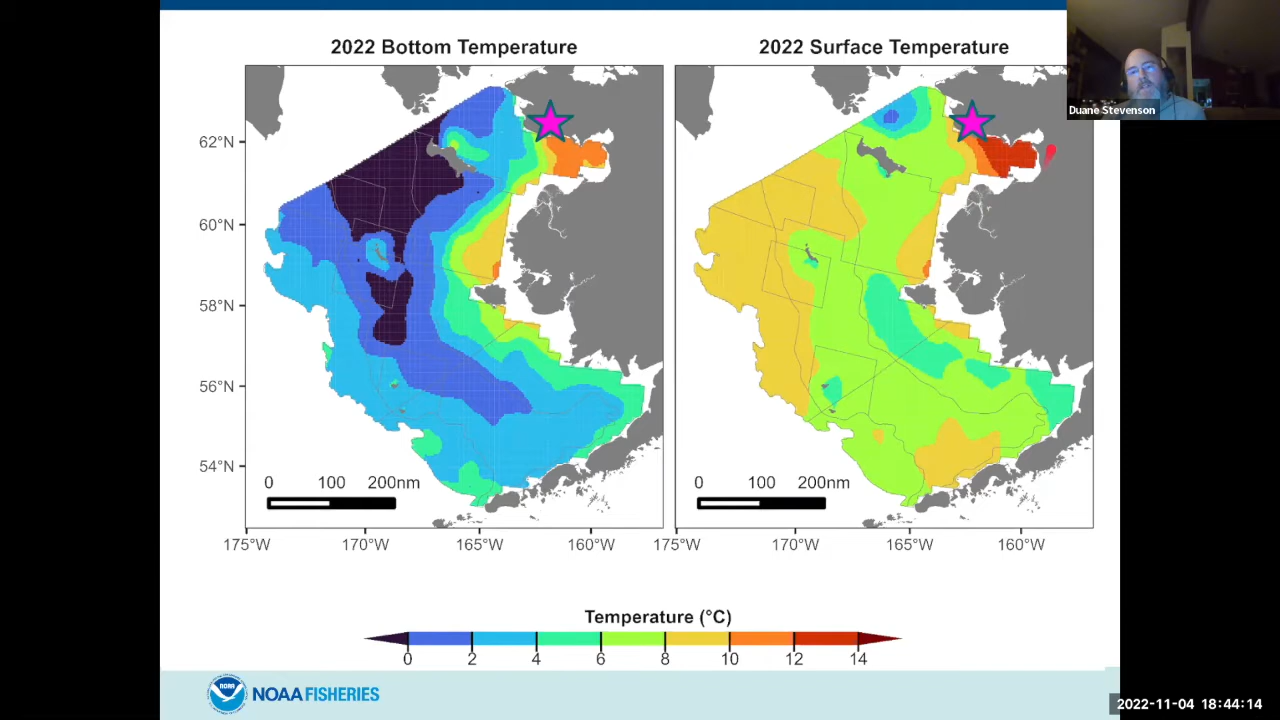 2022 Bottom Temperature
2022 Surface Temperature
Duane Stevenson
62°N
60°N
58°N
56°N
54°N
0 100 200nm
0 100 200nm
175°W 170°W 165°W 160°W 175°W 170°W 165°W 160°W
Temperature (°C)
0 2 4 6 8 10 12 14
NOAA
NOAA FISHERIES
2022-11-04 18:44:14